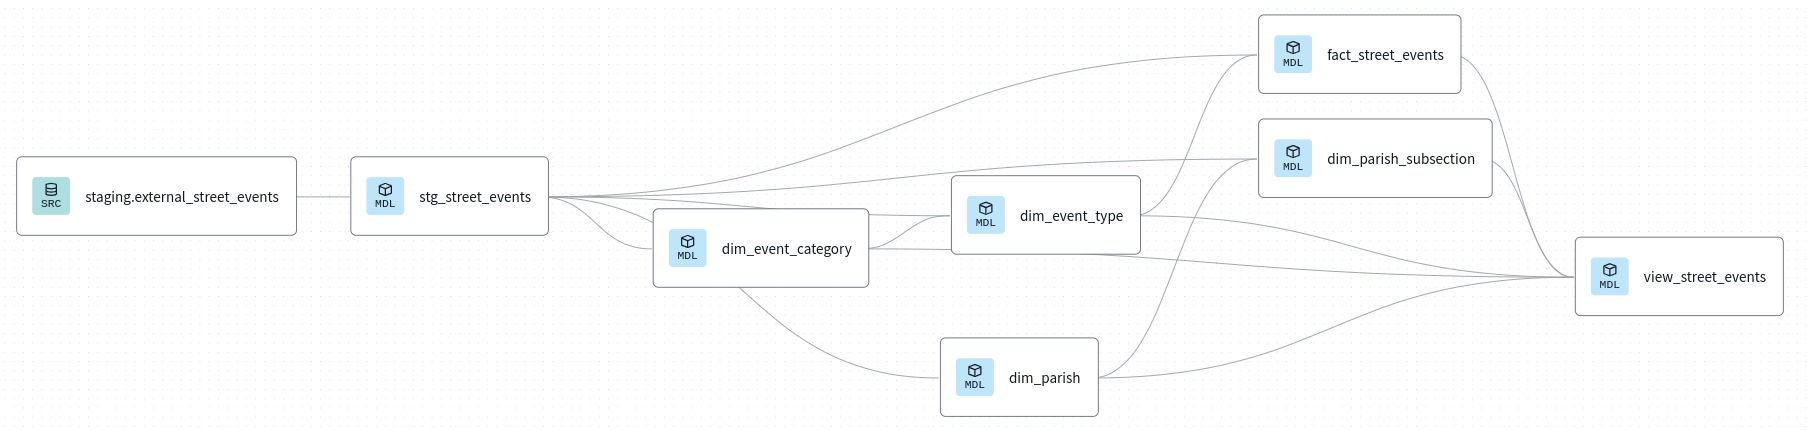 SRC
staging.external_street_events
MDL
stg_street_events
MDL
dim_event_category
MDL
dim_event_type
MDL
dim_parish
MDL
fact_street_events
MDL
dim_parish_subsection
MDL
view_street_events